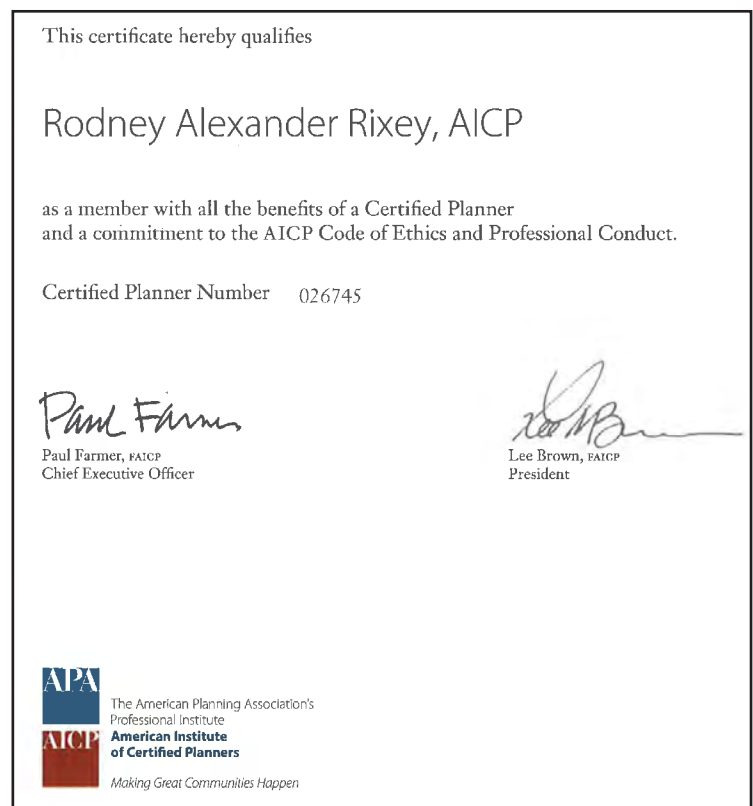 This certificate hereby qualifies
Rodney Alexander Rixey, AICP
as a member with all the benefits of a Certified Planner
and a commitment to the AICP Code of Ethics and Professional Conduct.
Certified Planner Number 026745
Paul Farmer
Paul Farmer, FAICP
Chief Executive Officer
Lee Brown
Lee Brown, FAICP
President
APA
The American Planning Association's
Professional Institute
AICP
American Institute
of Certified Planners
Making Great Communities Happen